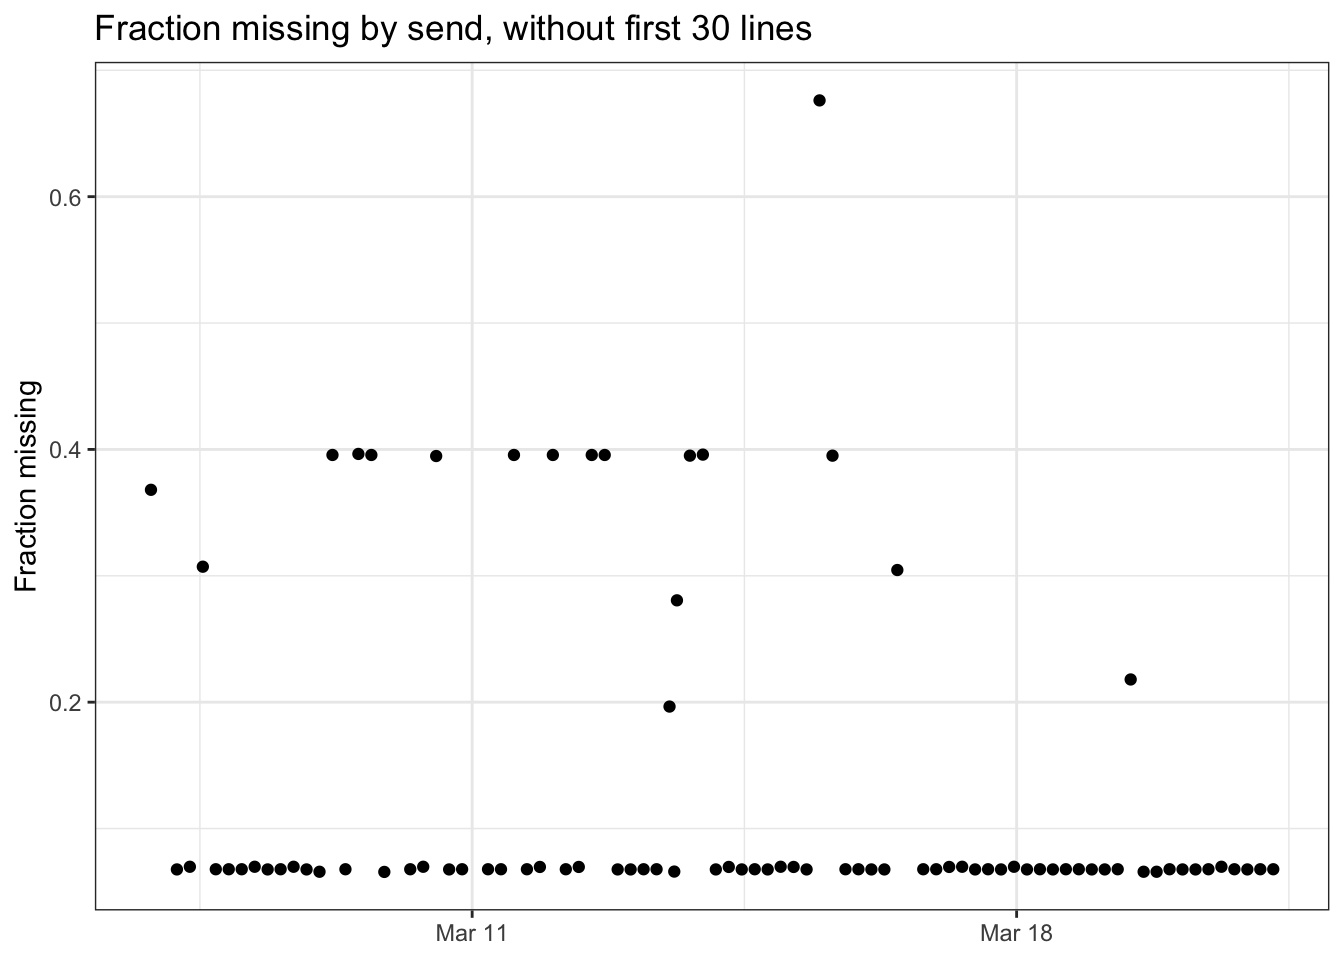 Fraction missing by send, without first 30 lines
Fraction missing
0.6
0.4
0.2
Mar 11
Mar 18